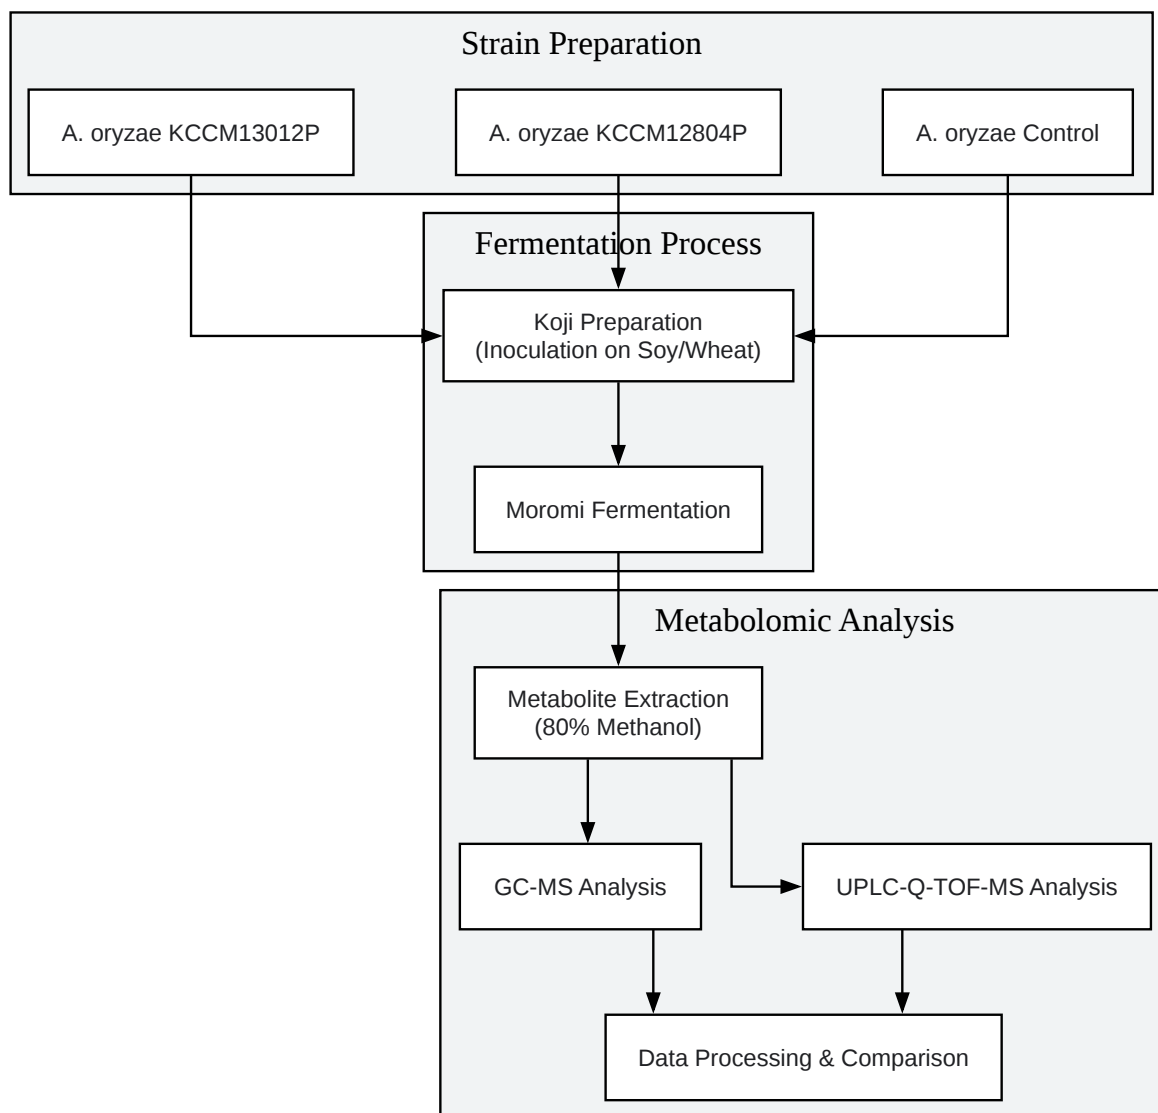 Strain Preparation
A. oryzae KCCM13012P
A. oryzae KCCM12804P
A. oryzae Control
Fermentation Process
Koji Preparation
(Inoculation on Soy/Wheat)
Moromi Fermentation
Metabolomic Analysis
Metabolite Extraction
(80% Methanol)
GC-MS Analysis
UPLC-Q-TOF-MS Analysis
Data Processing & Comparison